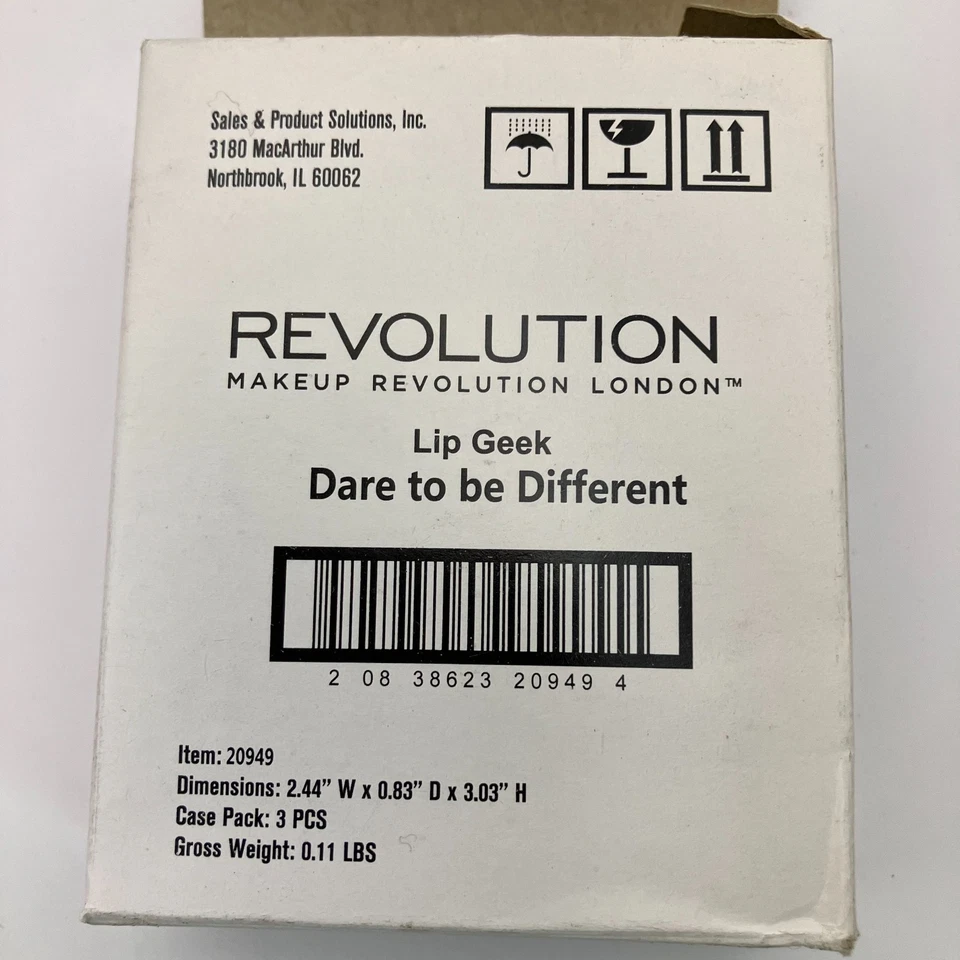 Sales & Product Solutions, Inc.
3180 MacArthur Blvd.
Northbrook, IL 60062
REVOLUTION
MAKEUP REVOLUTION LONDON™
Lip Geek
Dare to be Different
2 08 38623 20949 4
Item: 20949
Dimensions: 2.44” W x 0.83” D x 3.03” H
Case Pack: 3 PCS
Gross Weight: 0.11 LBS